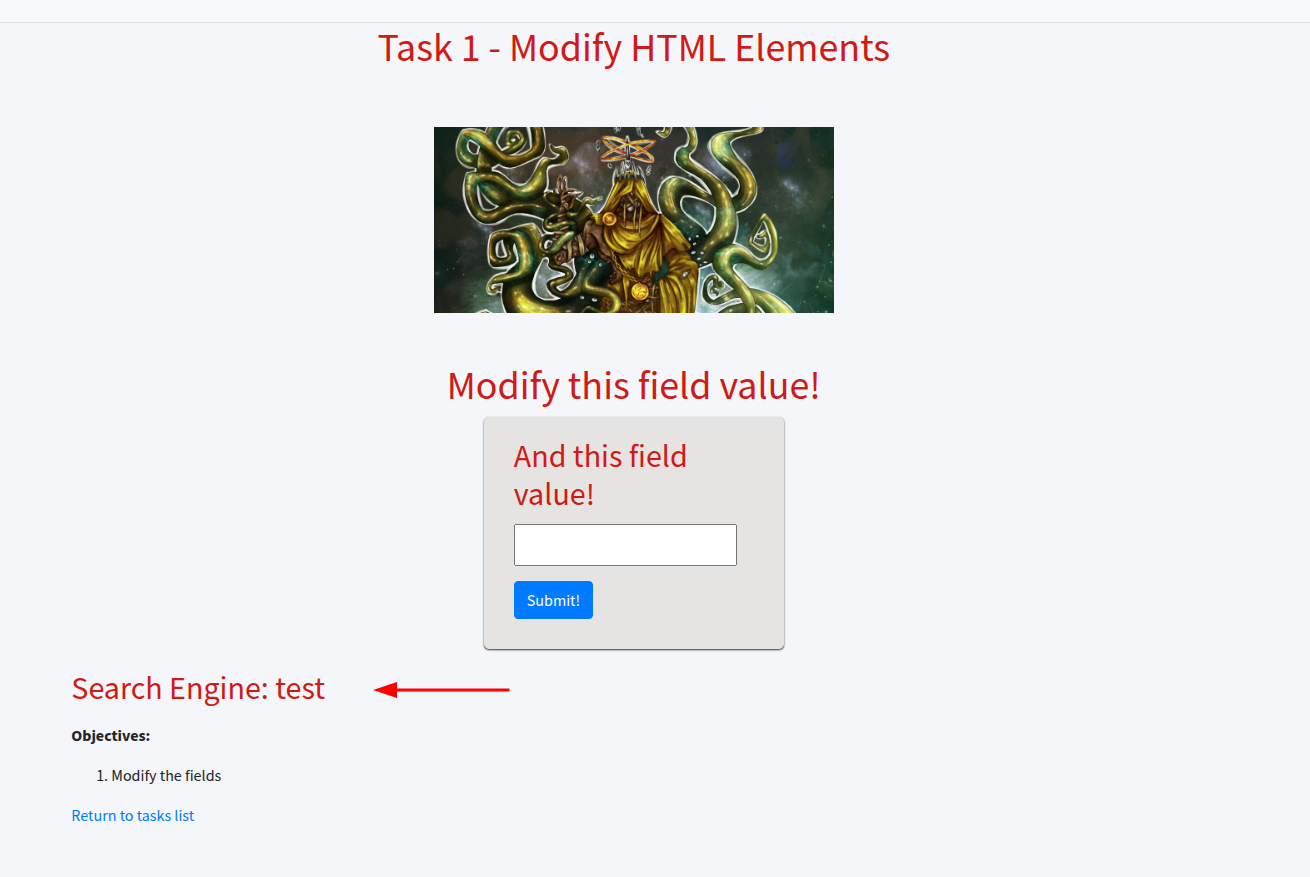 Task 1 - Modify HTML Elements
Modify this field value!
And this field
value!
Submit!
Search Engine: test
Objectives:
1. Modify the fields
Return to tasks list